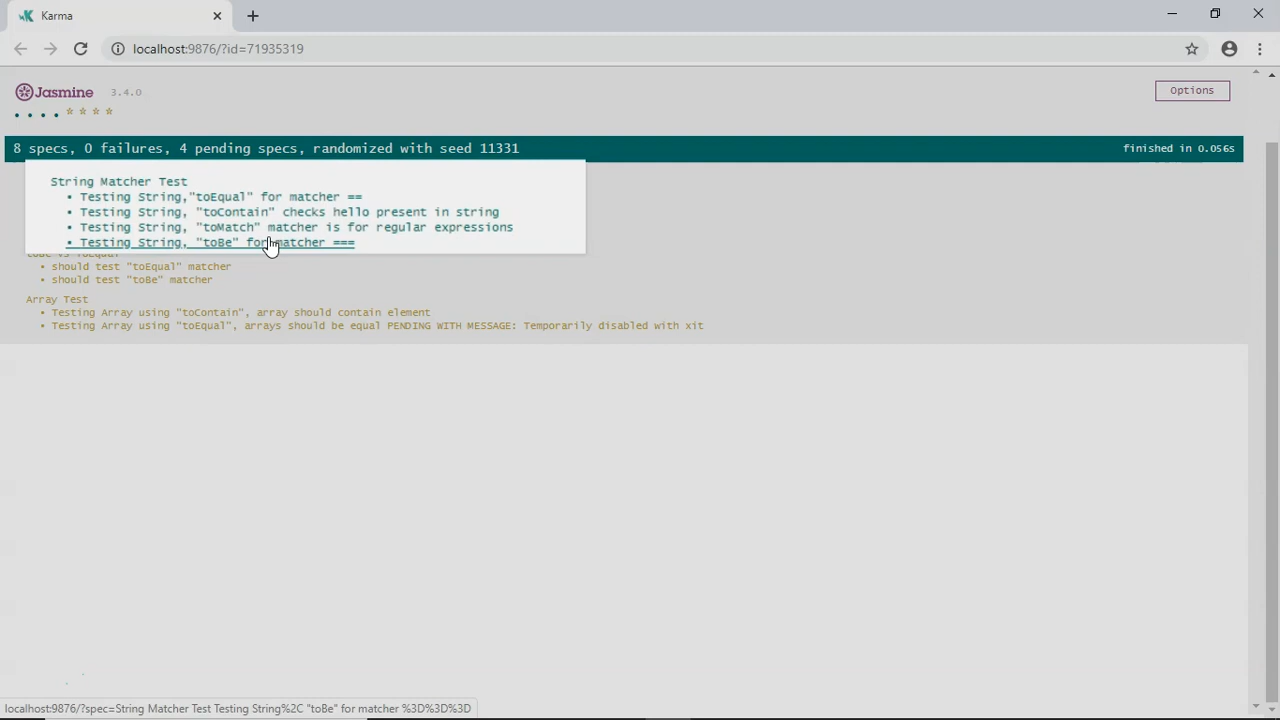 Karma
localhost:9876/?id=71935319
Jasmine 3.4.0
Options
8 specs, 0 failures, 4 pending specs, randomized with seed 11331
finished in 0.056s
String Matcher Test
• Testing String,"toEqual" for matcher ==
• Testing String, "toContain" checks hello present in string
• Testing String, "toMatch" matcher is for regular expressions
• Testing String, "toBe" for matcher ===
toBe vs toEqual
• should test "toEqual" matcher
• should test "toBe" matcher
Array Test
• Testing Array using "toContain", array should contain element
• Testing Array using "toEqual", arrays should be equal PENDING WITH MESSAGE: Temporarily disabled with xit
localhost:9876/?spec=String Matcher Test Testing String%2C "toBe" for matcher %3D%3D%3D